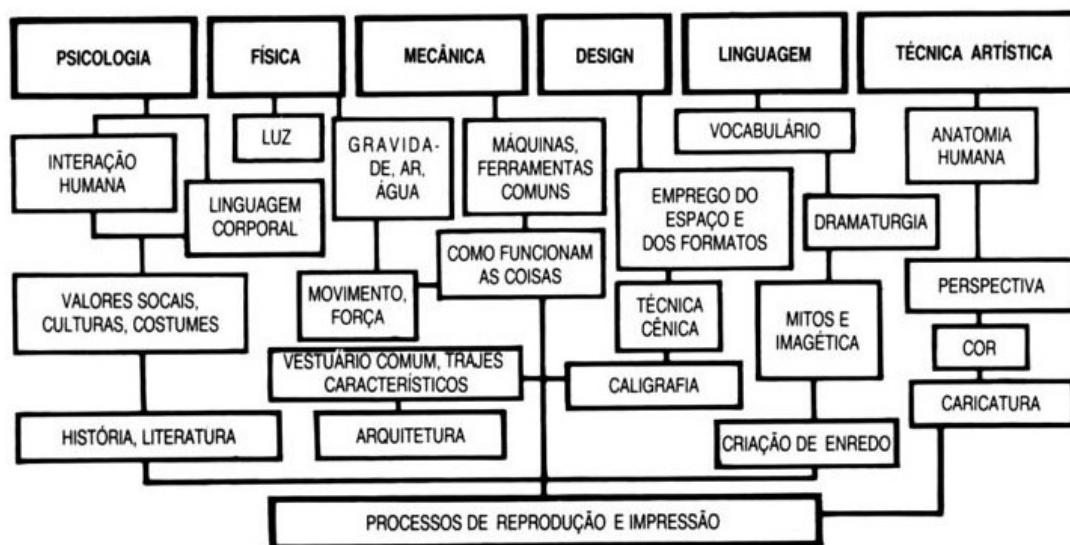 PSICOLOGIA
FÍSICA
MECÂNICA
DESIGN
LINGUAGEM
TÉCNICA ARTÍSTICA
INTERAÇÃO
HUMANA
LINGUAGEM
CORPORAL
VALORES SOCAIS,
CULTURAS, COSTUMES
HISTÓRIA, LITERATURA
LUZ
GRAVIDA-
DE, AR,
ÁGUA
MOVIMENTO,
FORÇA
MÁQUINAS,
FERRAMENTAS
COMUNS
COMO FUNCIONAM
AS COISAS
VESTUÁRIO COMUM, TRAJES
CARACTERÍSTICOS
ARQUITETURA
EMPREGO DO
ESPAÇO E
DOS FORMATOS
TÉCNICA
CÊNICA
CALIGRAFIA
VOCABULÁRIO
DRAMATURGIA
MITOS E
IMAGÉTICA
CRIAÇÃO DE ENREDO
ANATOMIA
HUMANA
PERSPECTIVA
COR
CARICATURA
PROCESSOS DE REPRODUÇÃO E IMPRESSÃO